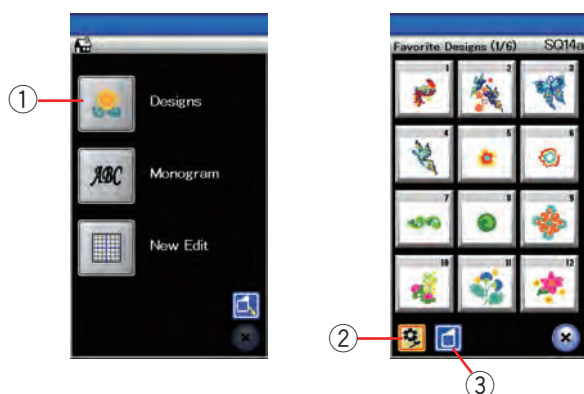 ① Designs
ABC Monogram
New Edit
Favorite Designs (1/6) SQ14a
1 2 3
4 5 6
7 8 9
10 11 12
②
③